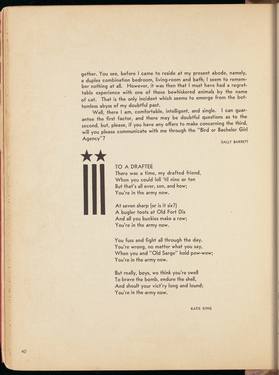 gether. You see, before I came to reside at my present abode, namely,
a duplex combination bedroom, living-room and bath, I seem to remem-
ber nothing at all. However, it was then that I must have had a regret-
table experience with one of those bewhiskered animals by the name
of cat. That is the only incident which seems to emerge from the bot-
tomless abyss of my doubtful past.
Well, there I am, comfortable, intelligent, and single. I can guar-
antee the first factor, and there may be doubtful questions as to the
second, but, please, if you have any offers to make concerning the third,
will you please communicate with me through the "Bird or Bachelor Girl
Agency"?
SALLY BARRETT
TO A DRAFTEE
There was a time, my drafted friend,
When you could loll 'til nine or ten
But that's all over, son, and how;
You're in the army now.
At seven sharp (or is it six?)
A bugler toots at Old Fort Dix
And all you buckies make a row;
You're in the army now.
You fuss and fight all through the day.
You're wrong, no matter what you say,
When you and "Old Sarge" hold pow-wow;
You're in the army now.
But really, boys, we think you're swell
To brave the bomb, endure the shell,
And shoult your vict'ry long and lound;
You're in the army now.
KATE KING
40